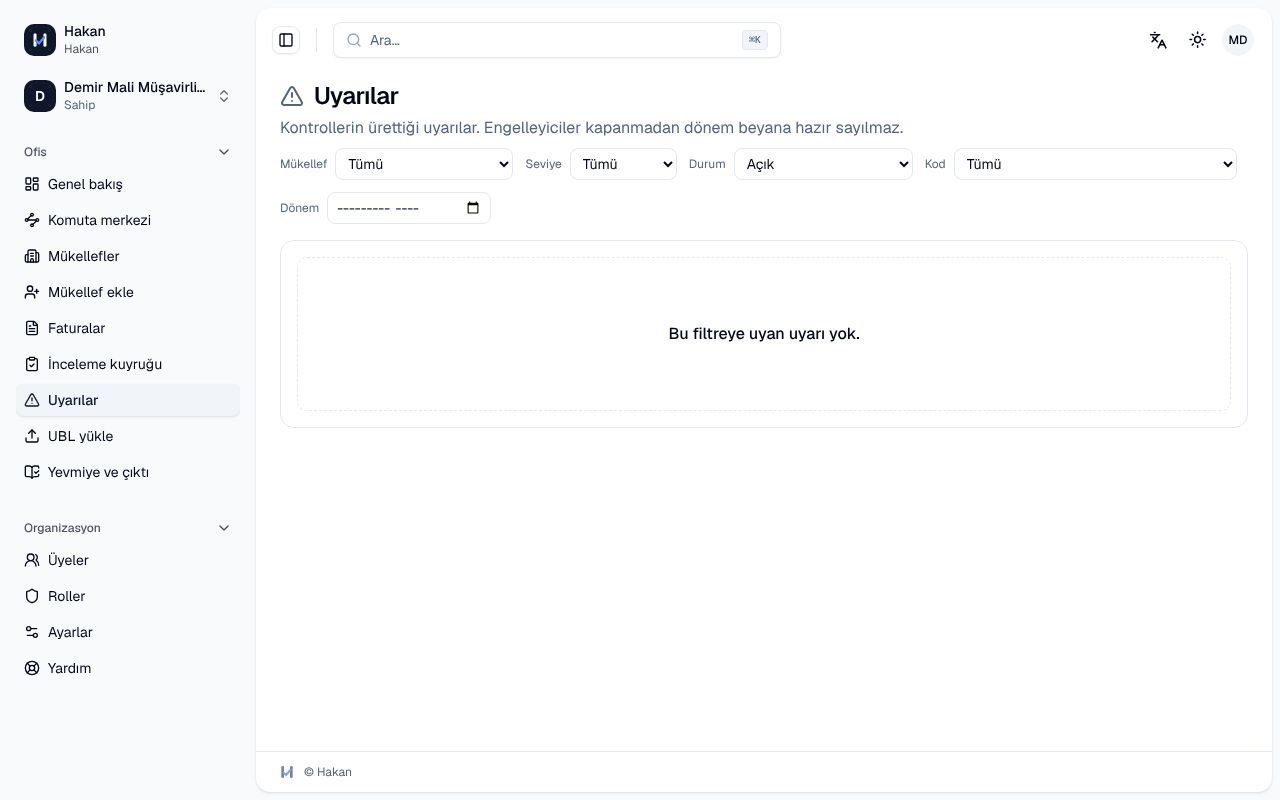 Hakan
Hakan
D
Demir Mali Müşavirli...
Sahip
Ofis
Genel bakış
Komuta merkezi
Mükellefler
Mükellef ekle
Faturalar
İnceleme kuyruğu
Uyarılar
UBL yükle
Yevmiye ve çıktı
Organizasyon
Üyeler
Roller
Ayarlar
Yardım
Ara... ⌘K
MD
Uyarılar
Kontrollerin ürettiği uyarılar. Engelleyiciler kapanmadan dönem beyana hazır sayılmaz.
Mükellef Tümü Seviye Tümü Durum Açık Kod Tümü
Dönem --------- ----
Bu filtreye uyan uyarı yok.
© Hakan